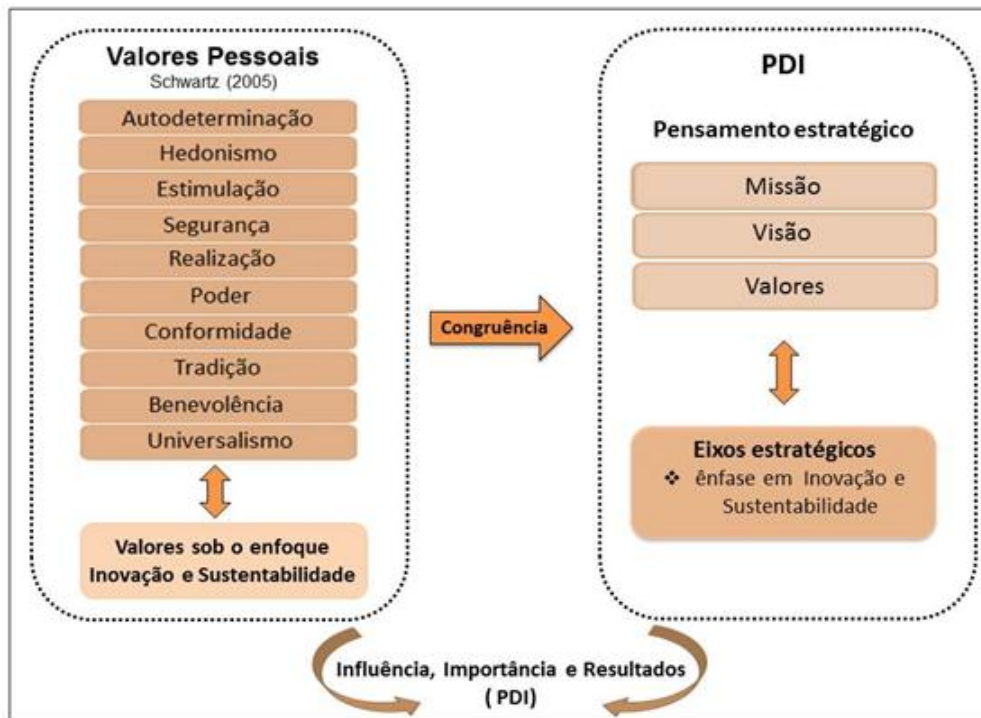 Valores Pessoais
Schwartz (2005)
Autodeterminação
Hedonismo
Estimulação
Segurança
Realização
Poder
Conformidade
Tradição
Benevolência
Universalismo
Valores sob o enfoque
Inovação e Sustentabilidade
Congruência
PDI
Pensamento estratégico
Missão
Visão
Valores
Eixos estratégicos
❖ ênfase em Inovação e
Sustentabilidade
Influência, Importância e Resultados
( PDI)